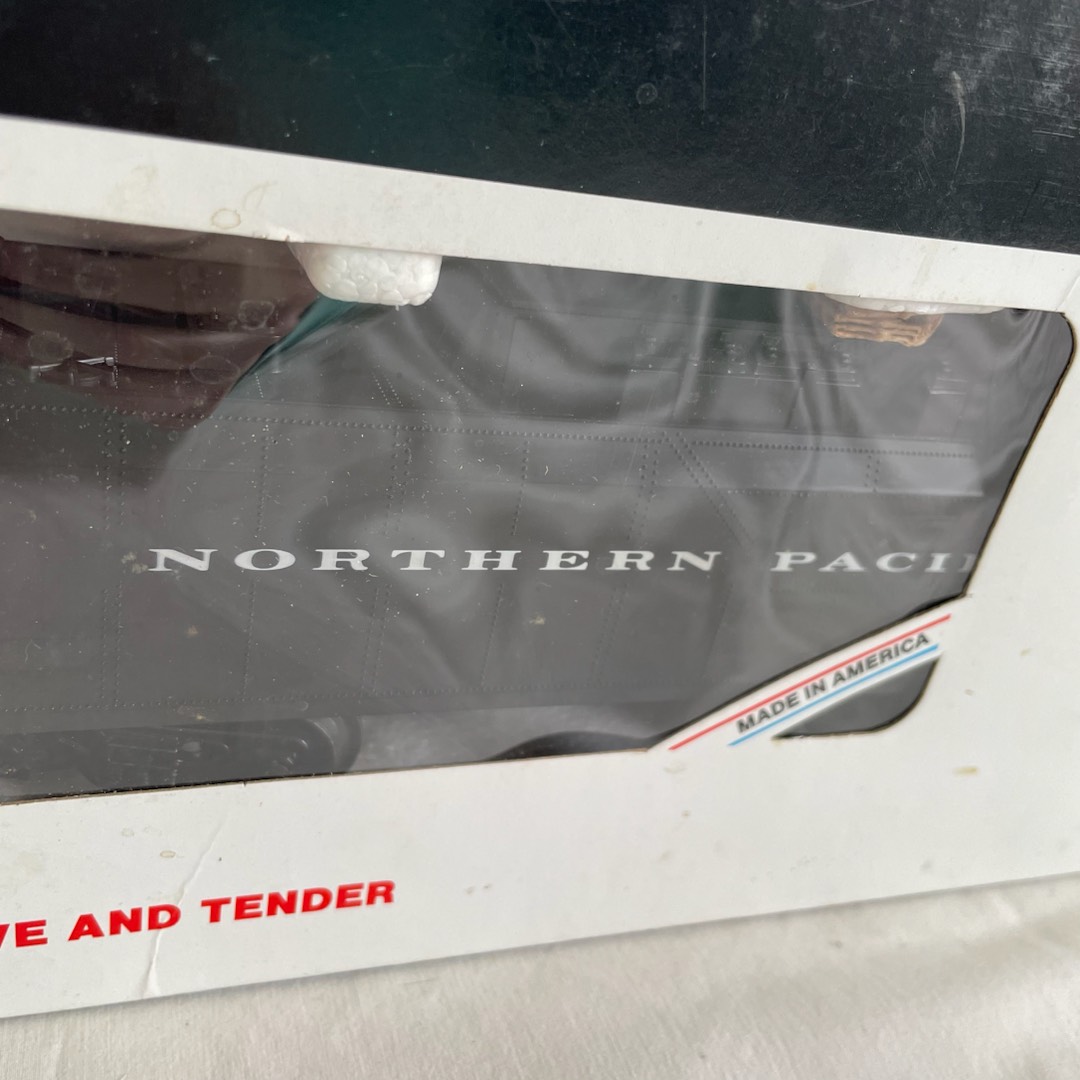 NORTHERN PACI
MADE IN AMERICA
VE AND TENDER